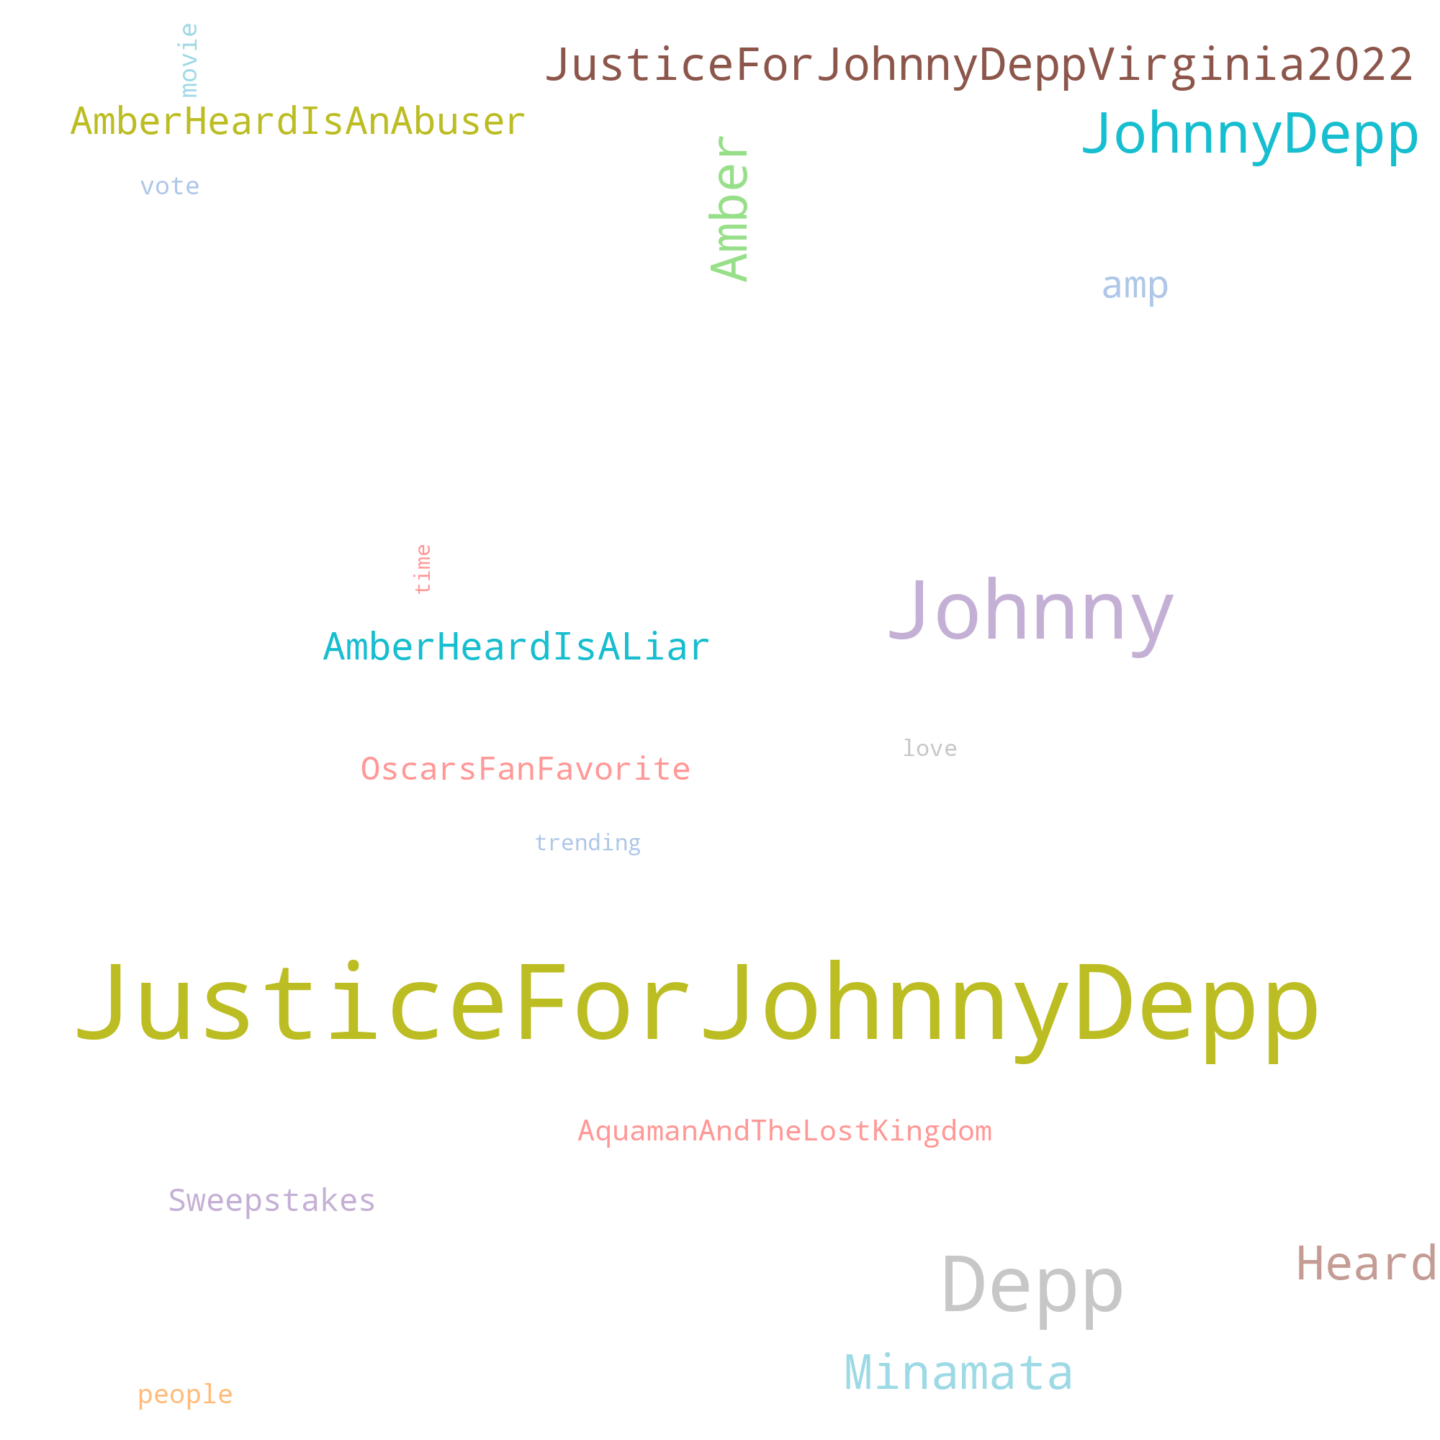 movie
JusticeForJohnnyDeppVirginia2022
AmberHeardIsAnAbuser
JohnnyDepp
vote
Amber
amp
time
Johnny
AmberHeardIsALiar
love
OscarsFanFavorite
trending
JusticeForJohnnyDepp
AquamanAndTheLostKingdom
Sweepstakes
Heard
Depp
Minamata
people